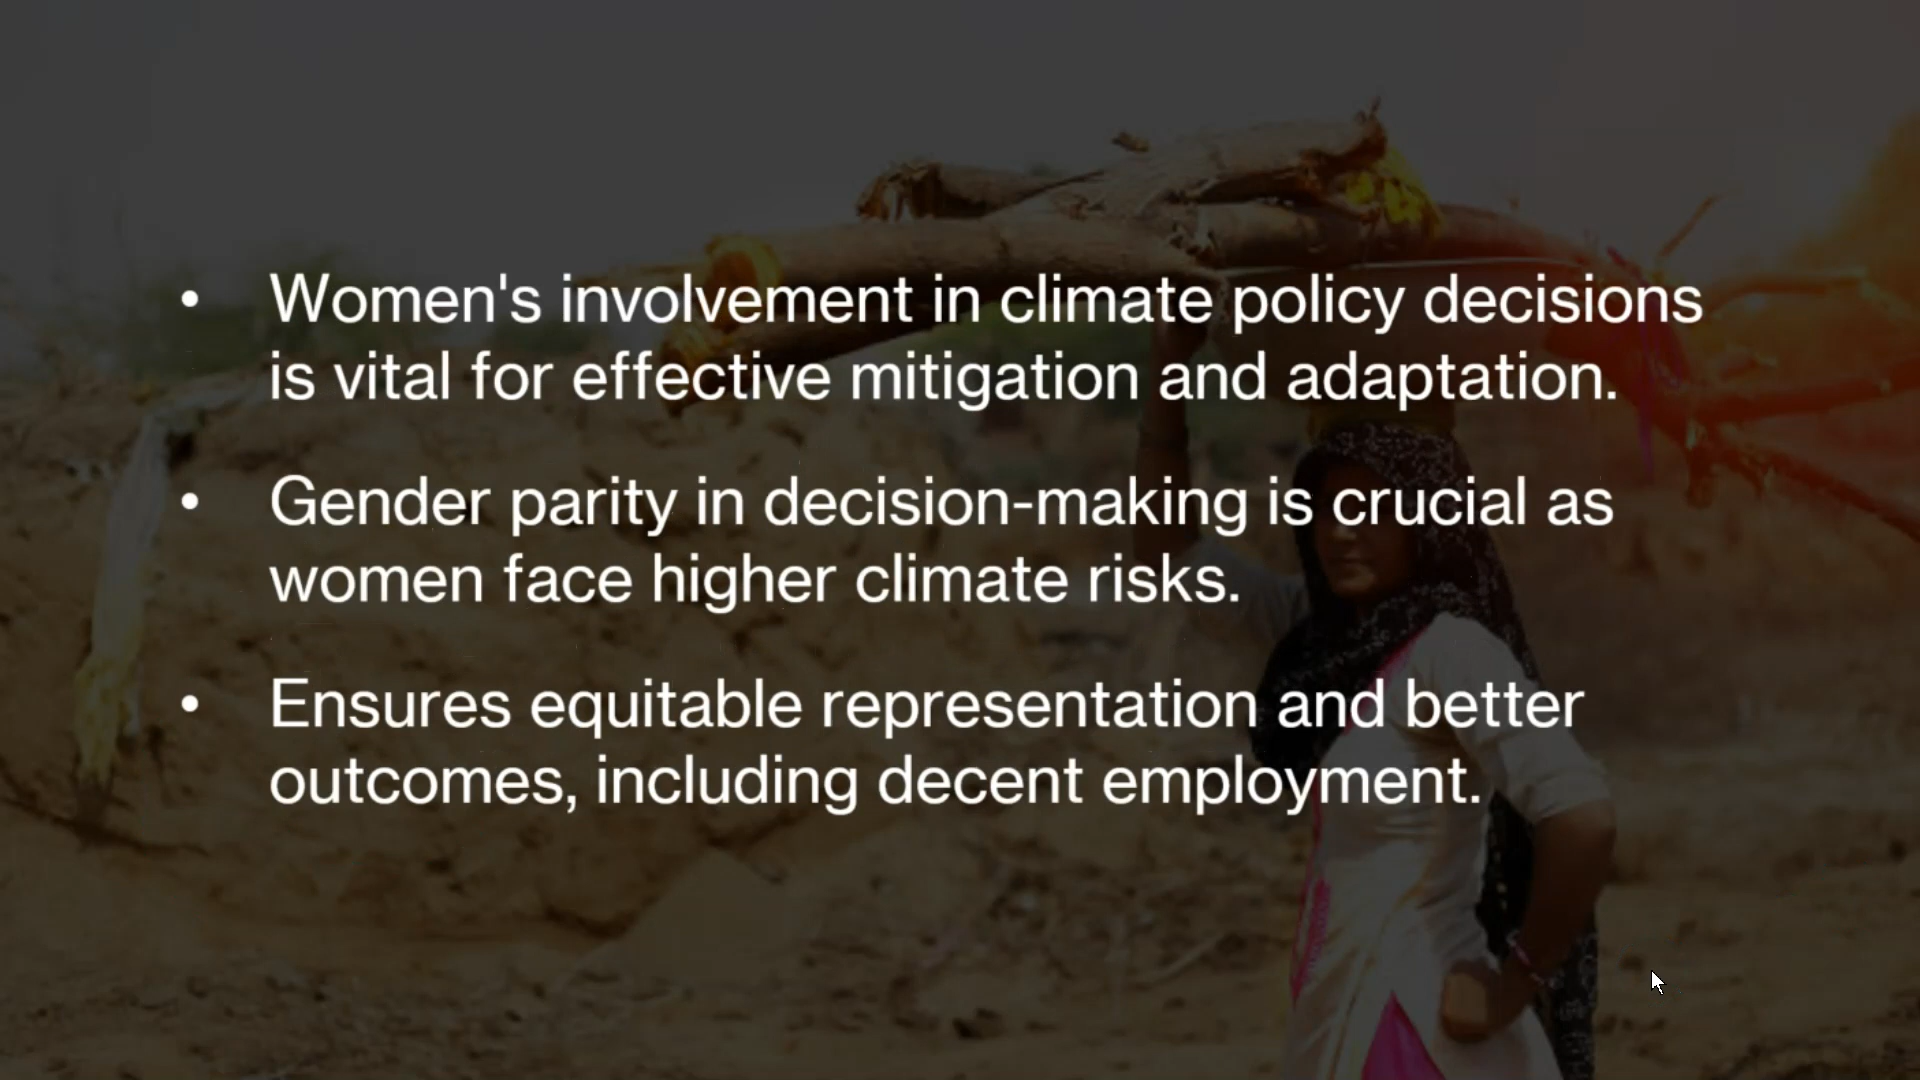 • Women's involvement in climate policy decisions
is vital for effective mitigation and adaptation.
• Gender parity in decision-making is crucial as
women face higher climate risks.
• Ensures equitable representation and better
outcomes, including decent employment.